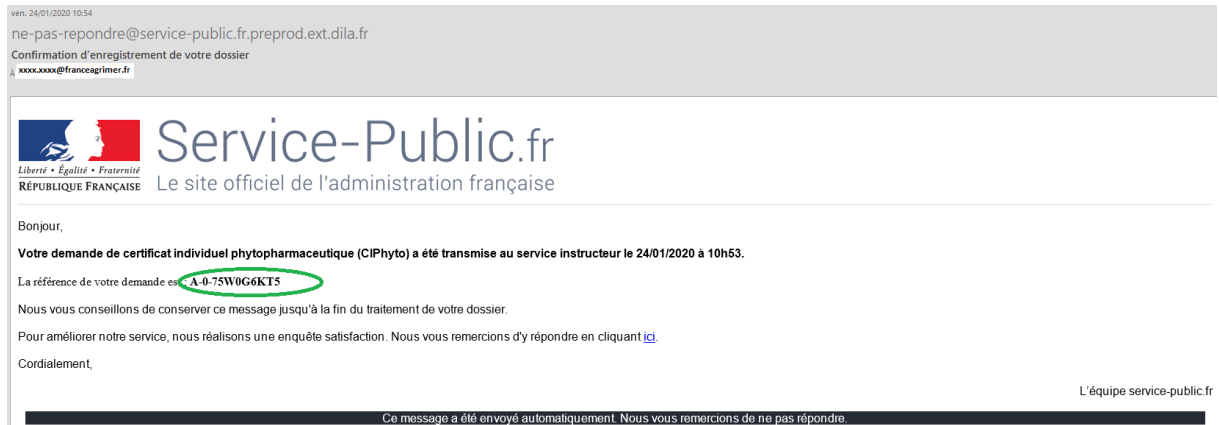 ven. 24/01/2020 10:54
ne-pas-repondre@service-public.fr.preprod.ext.dila.fr
Confirmation d'enregistrement de votre dossier
À xxxx.xxxx@franceagrimer.fr
Service-Public.fr
Liberté • Égalité • Fraternité
RÉPUBLIQUE FRANÇAISE
Le site officiel de l'administration française
Bonjour,
Votre demande de certificat individuel phytopharmaceutique (CIPhyto) a été transmise au service instructeur le 24/01/2020 à 10h53.
La référence de votre demande est : A-0-75W0G6KT5
Nous vous conseillons de conserver ce message jusqu'à la fin du traitement de votre dossier.
Pour améliorer notre service, nous réalisons une enquête satisfaction. Nous vous remercions d'y répondre en cliquant ici.
Cordialement,
L'équipe service-public.fr
Ce message a été envoyé automatiquement. Nous vous remercions de ne pas répondre.